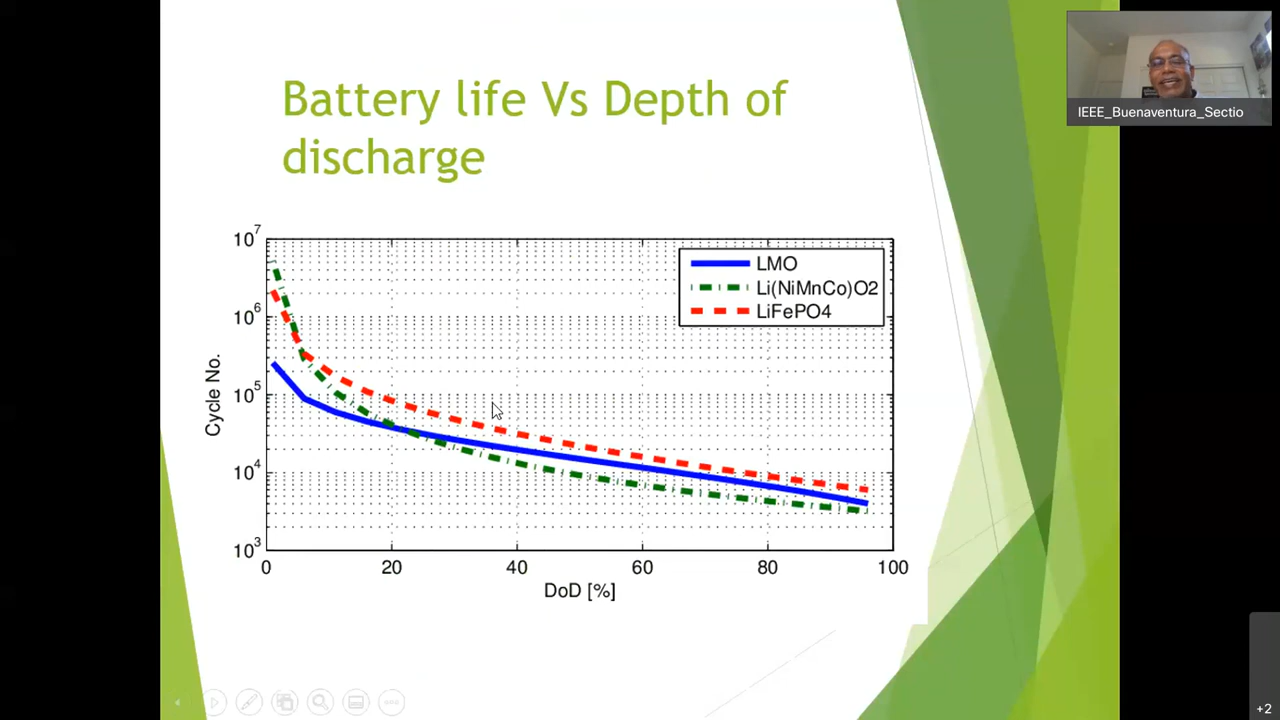 Battery life Vs Depth of
discharge
IEEE_Buenaventura_Sectio
10^7
10^6
10^5
10^4
10^3
Cycle No.
LMO
Li(NiMnCo)O2
LiFePO4
0 20 40 60 80 100
DoD [%]
+2